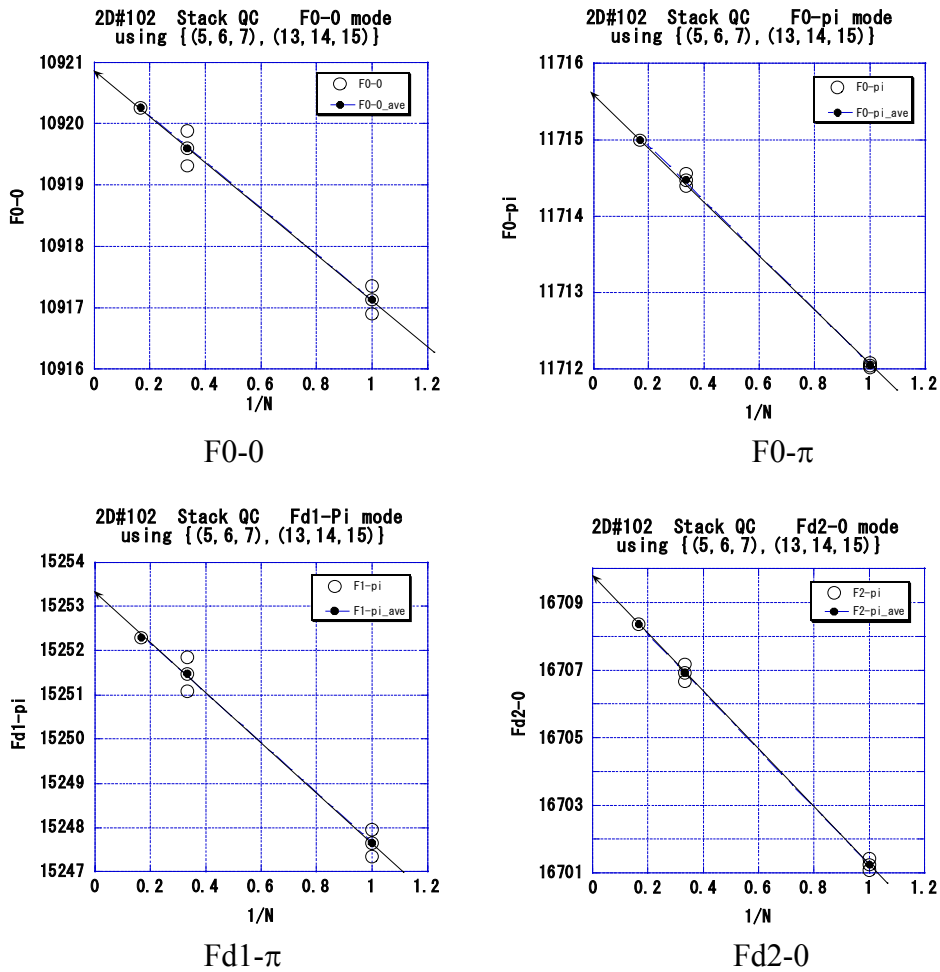 2D#102 Stack QC F0-0 mode
using {(5,6,7),(13,14,15)}
F0-0
F0-0_ave
10921
10920
10919
10918
10917
10916
F0-0
0 0.2 0.4 0.6 0.8 1 1.2
1/N
F0-0
2D#102 Stack QC F0-pi mode
using {(5,6,7),(13,14,15)}
F0-pi
F0-pi_ave
11716
11715
11714
11713
11712
F0-pi
0 0.2 0.4 0.6 0.8 1 1.2
1/N
F0-π
2D#102 Stack QC Fd1-Pi mode
using {(5,6,7),(13,14,15)}
F1-pi
F1-pi_ave
15254
15253
15252
15251
15250
15249
15248
15247
Fd1-pi
0 0.2 0.4 0.6 0.8 1 1.2
1/N
Fd1-π
2D#102 Stack QC Fd2-0 mode
using {(5,6,7),(13,14,15)}
F2-pi
F2-pi_ave
16709
16707
16705
16703
16701
Fd2-0
0 0.2 0.4 0.6 0.8 1 1.2
1/N
Fd2-0